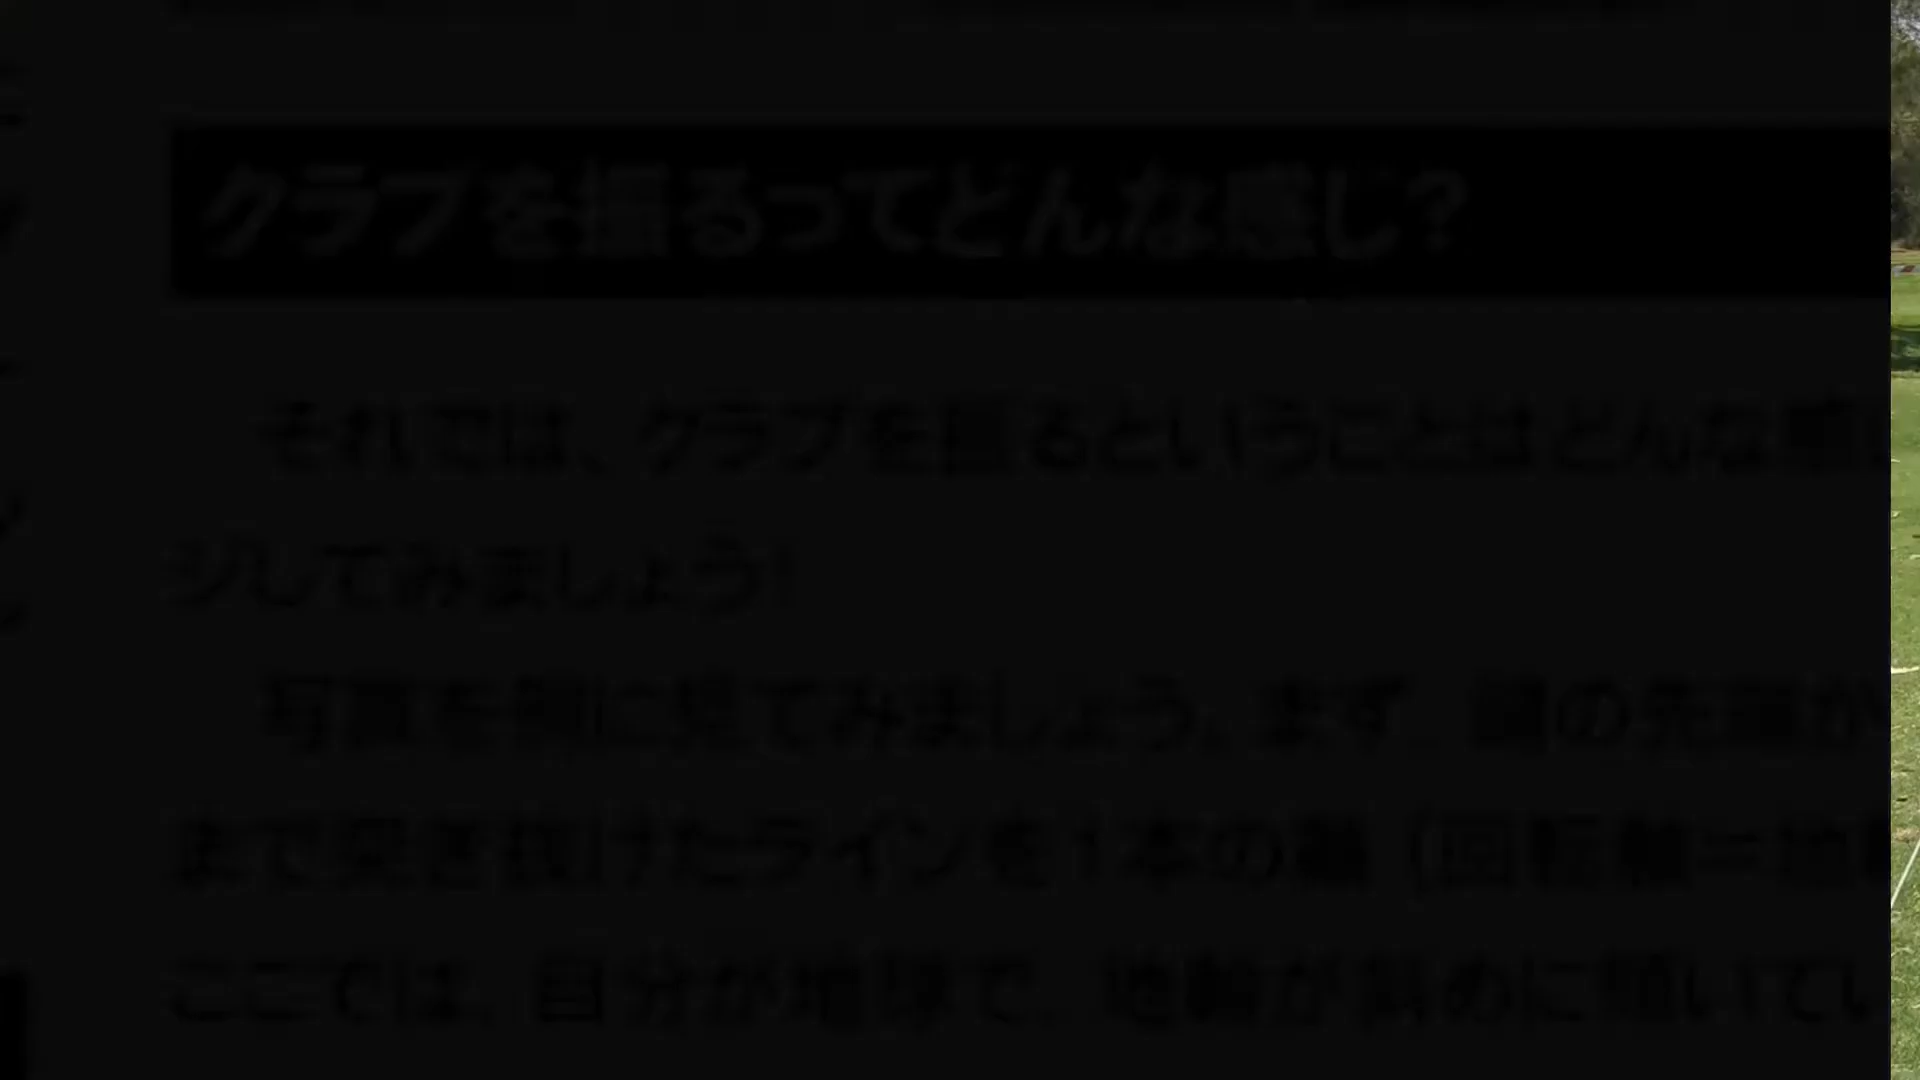 クラブを振るってどんな感じ?
それでは、クラブを振るということはどんな感じ
ジしてみましょう!
写真を側に見てみましょう。まず、頭の先端が
まで突き抜けたラインを1本の軸(回転軸=地軸
ここでは、自分が地球で、地軸が斜めに傾いてい